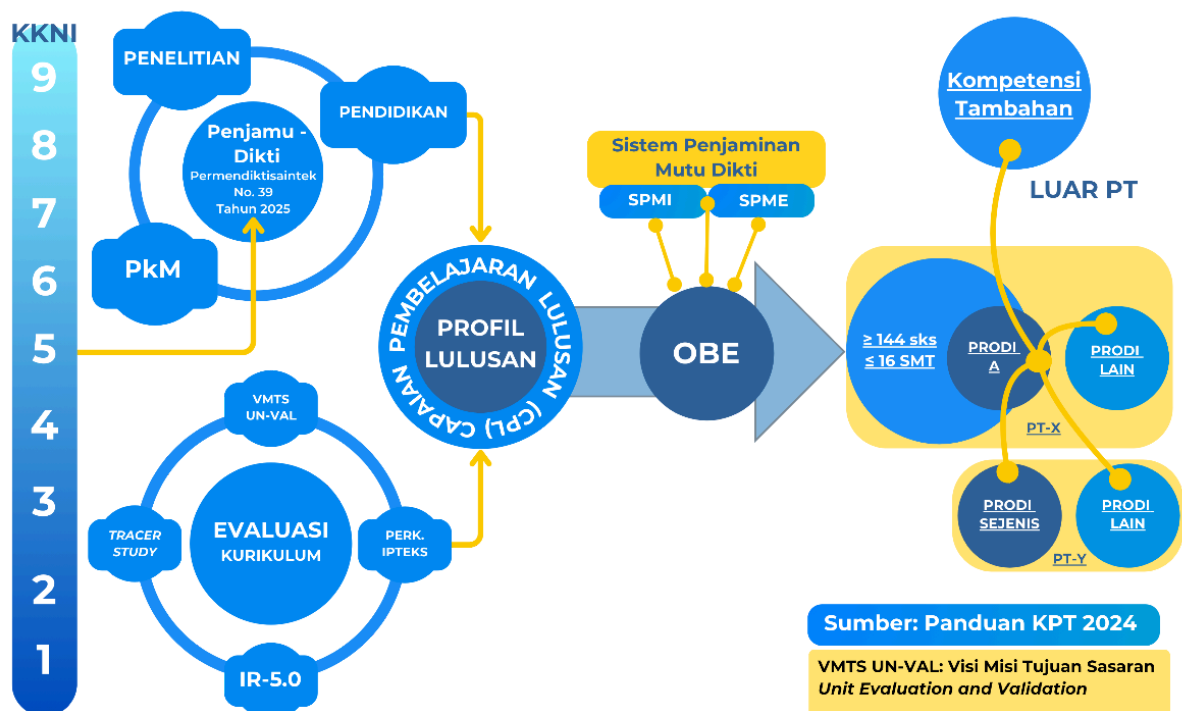 KKNI
9
8
7
6
5
4
3
2
1
PENELITIAN
PENDIDIKAN
PkM
Penjamu -
Dikti
Permendiktisaintek
No. 39
Tahun 2025
VMTS
UN-VAL
TRACER
STUDY
EVALUASI
KURIKULUM
PERK.
IPTEKS
IR-5.0
CAPAIAN PEMBELAJARAN LULUSAN (CPL)
PROFIL
LULUSAN
Sistem Penjaminan
Mutu Dikti
SPMI
SPME
OBE
Kompetensi
Tambahan
LUAR PT
≥ 144 sks
≤ 16 SMT
PRODI
A
PRODI
LAIN
PT-X
PRODI
SEJENIS
PRODI
LAIN
PT-Y
Sumber: Panduan KPT 2024
VMTS UN-VAL: Visi Misi Tujuan Sasaran
Unit Evaluation and Validation